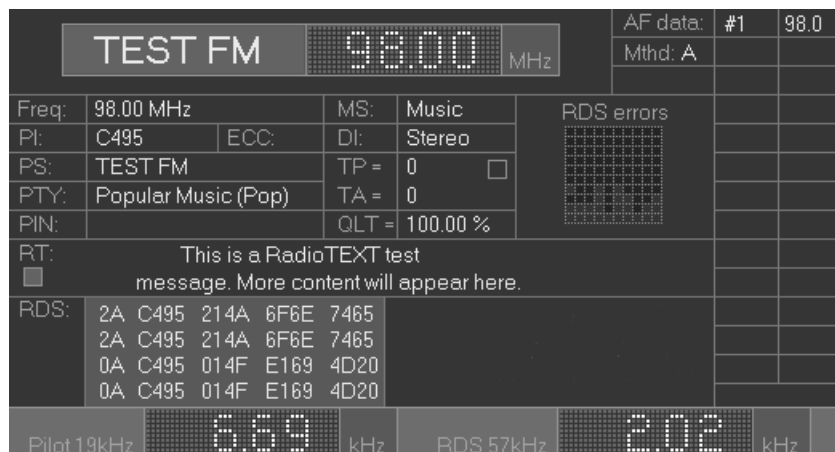 TEST FM 98.00 MHz
AF data: #1 98.0
Mthd: A
Freq: 98.00 MHz MS: Music
PI: C495 ECC: DI: Stereo
PS: TEST FM TP = 0
PTY: Popular Music (Pop) TA = 0
PIN: QLT = 100.00 %
RDS errors
RT: This is a RadioTEXT test
message. More content will appear here.
RDS: 2A C495 214A 6F6E 7465
2A C495 214A 6F6E 7465
0A C495 014F E169 4D20
0A C495 014F E169 4D20
Pilot 19kHz 6.69 kHz RDS 57kHz 2.02 kHz